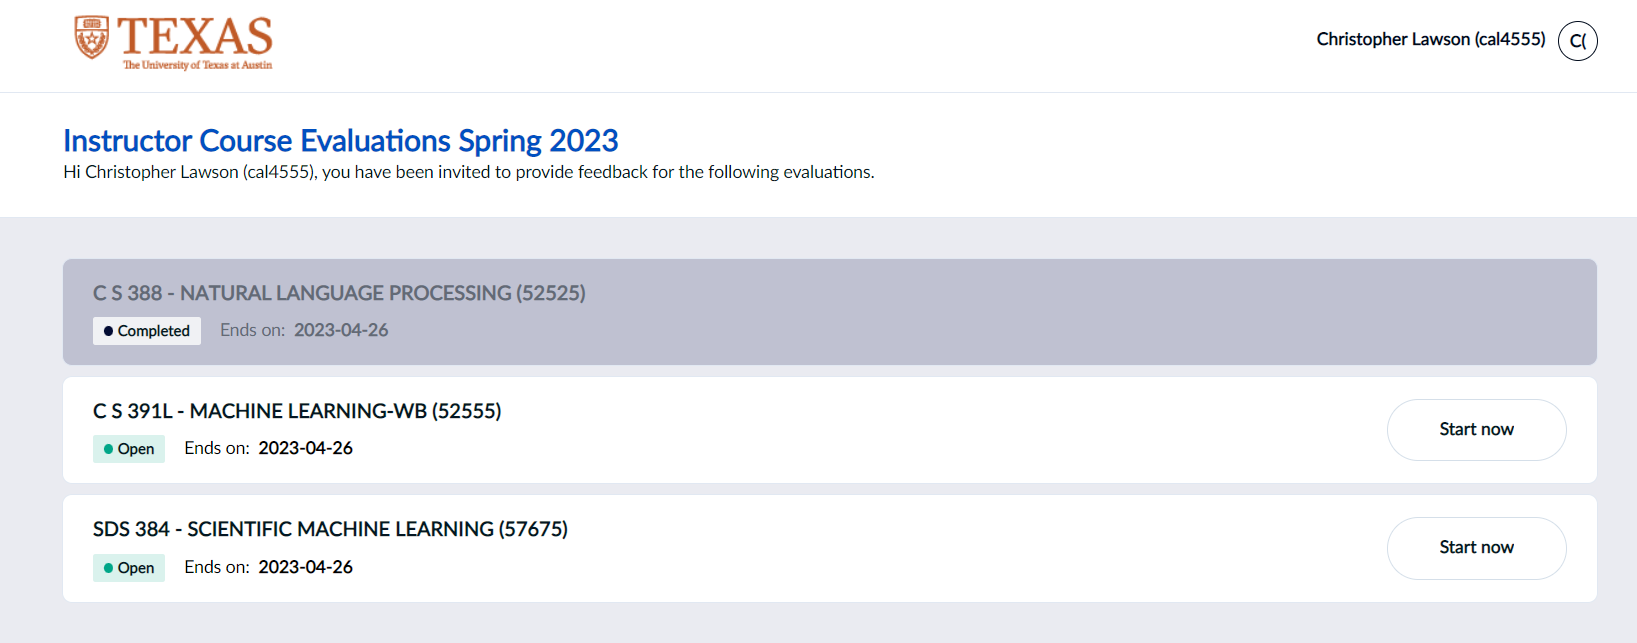 TEXAS
The University of Texas at Austin
Christopher Lawson (cal4555)
C(
Instructor Course Evaluations Spring 2023
Hi Christopher Lawson (cal4555), you have been invited to provide feedback for the following evaluations.
C S 388 - NATURAL LANGUAGE PROCESSING (52525)
Completed Ends on: 2023-04-26
C S 391L - MACHINE LEARNING-WB (52555)
Open Ends on: 2023-04-26
Start now
SDS 384 - SCIENTIFIC MACHINE LEARNING (57675)
Open Ends on: 2023-04-26
Start now